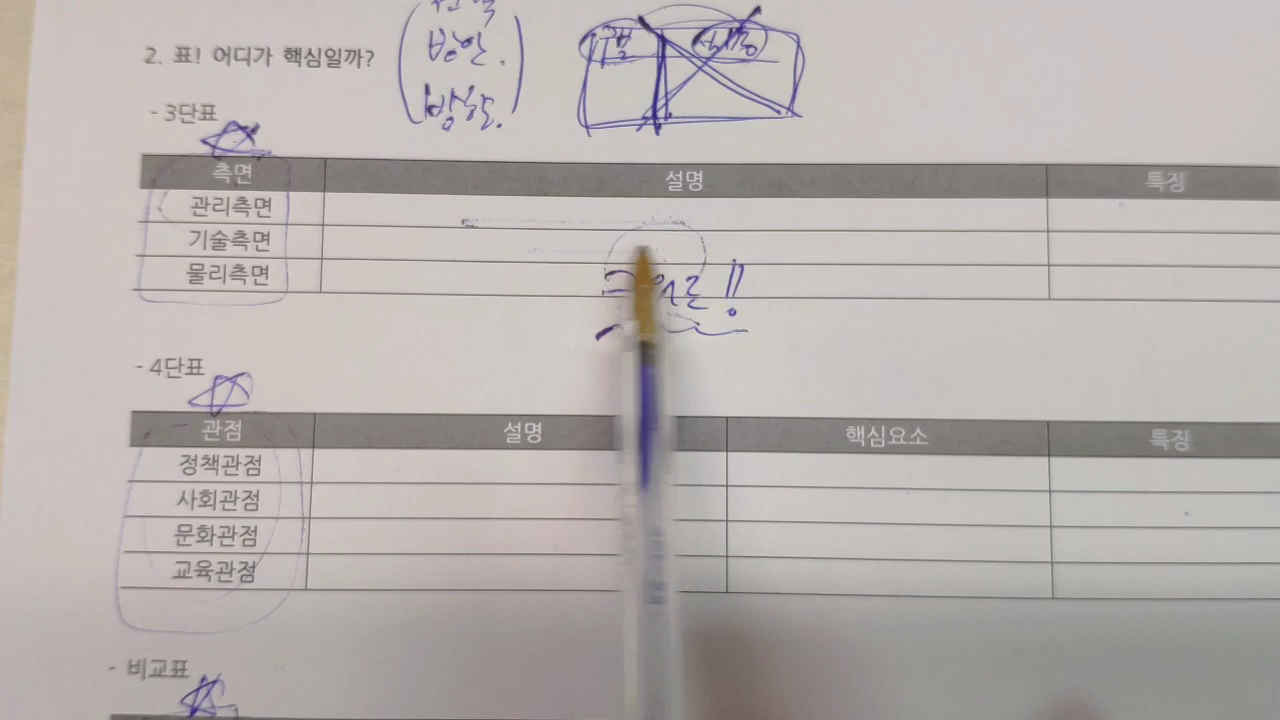 방안.
2. 표! 어디가 핵심일까?
방향.
- 3단표
측면 설명 특징
관리측면
기술측면
물리측면
- 4단표
관점 설명 핵심요소 특징
정책관점
사회관점
문화관점
교육관점
- 비교표